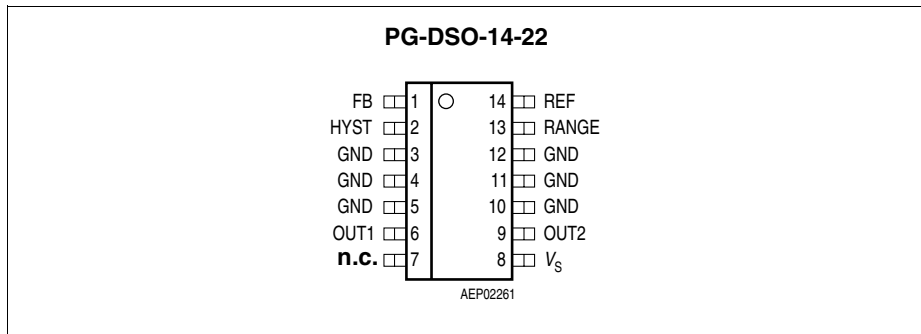 PG-DSO-14-22
FB 1 14 REF
HYST 2 13 RANGE
GND 3 12 GND
GND 4 11 GND
GND 5 10 GND
OUT1 6 9 OUT2
n.c. 7 8 VS
AEP02261